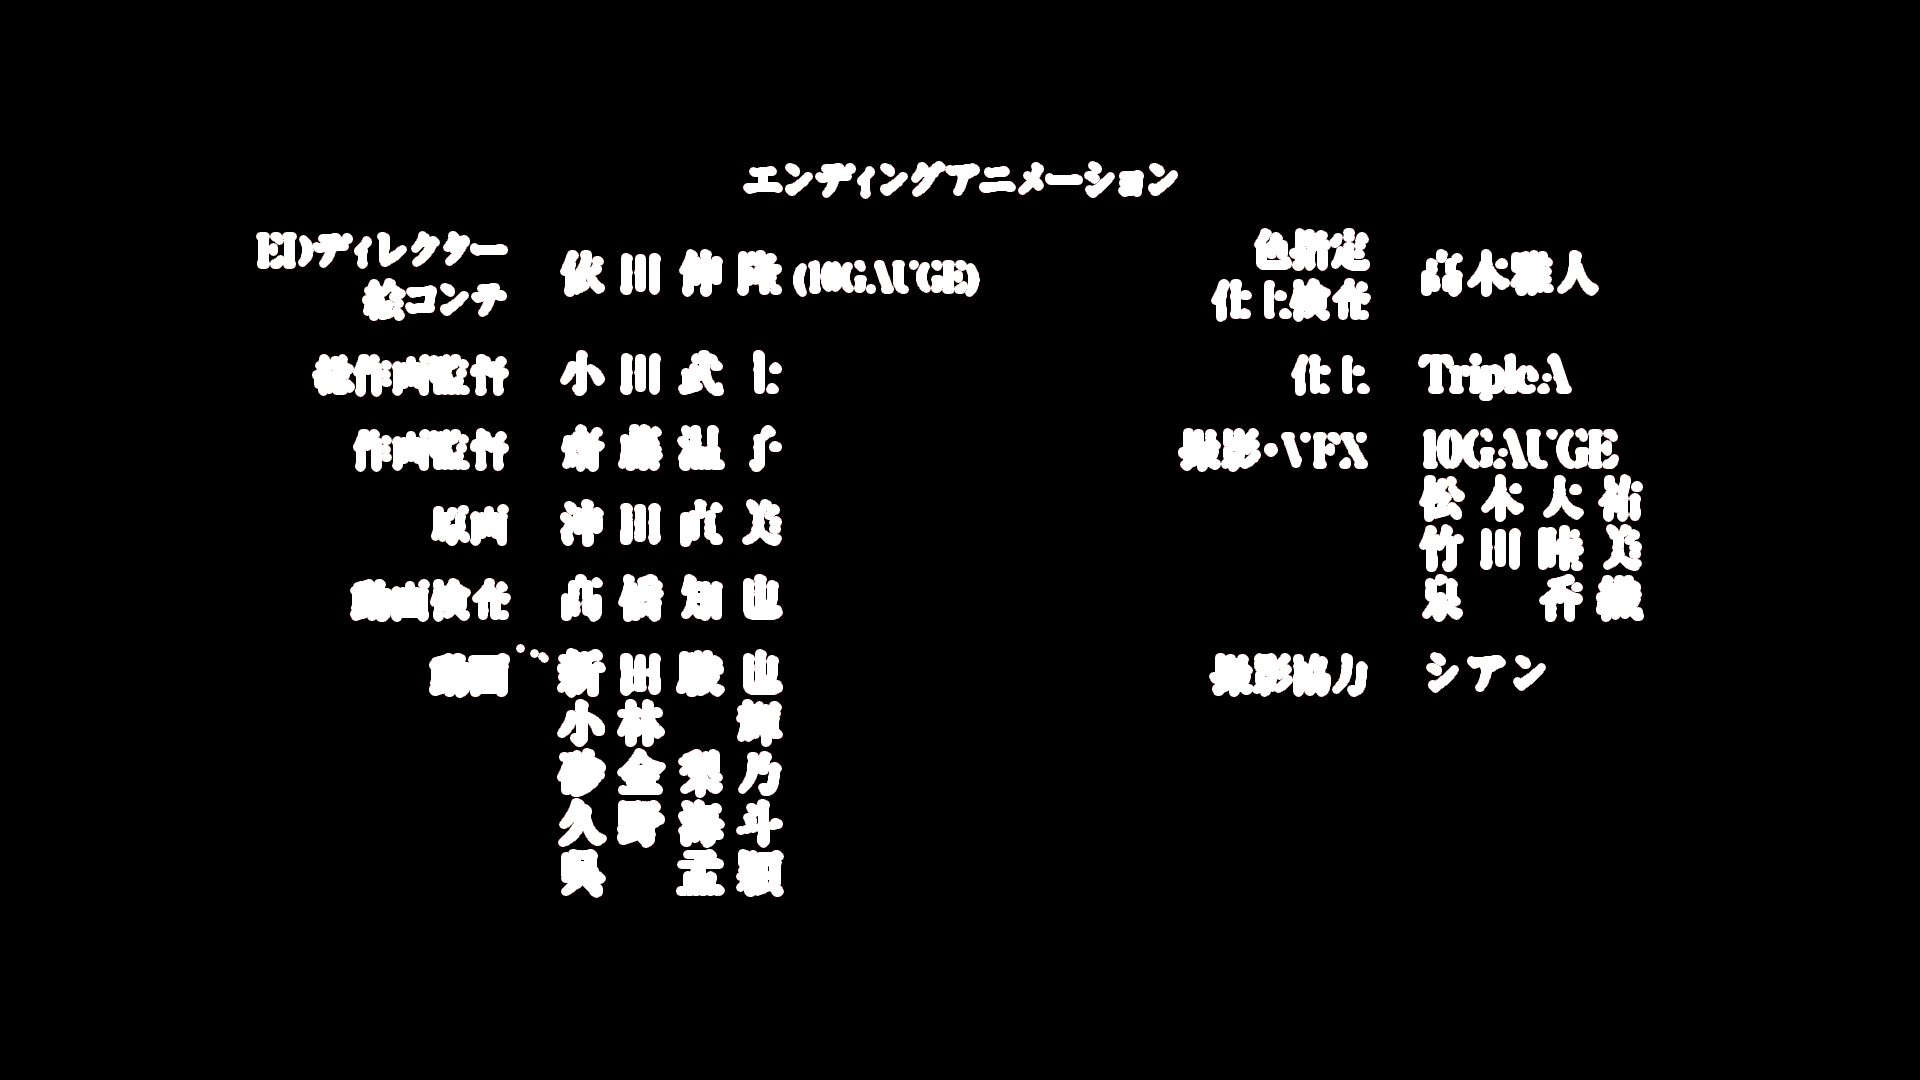 エンディングアニメーション
EDディレクター
絵コンテ
依田伸隆(10GAUGE)
総作画監督 小田武士
作画監督 齋藤温子
原画 沖田直美
動画検査 髙橋知也
動画 新田駿也
小林 輝
砂金梨乃
久野海斗
呉 孟穎
色指定
仕上検査
髙木雅人
仕上 TripleA
撮影・VFX 10GAUGE
松木大祐
竹田睦美
泉 香織
撮影協力 シアン